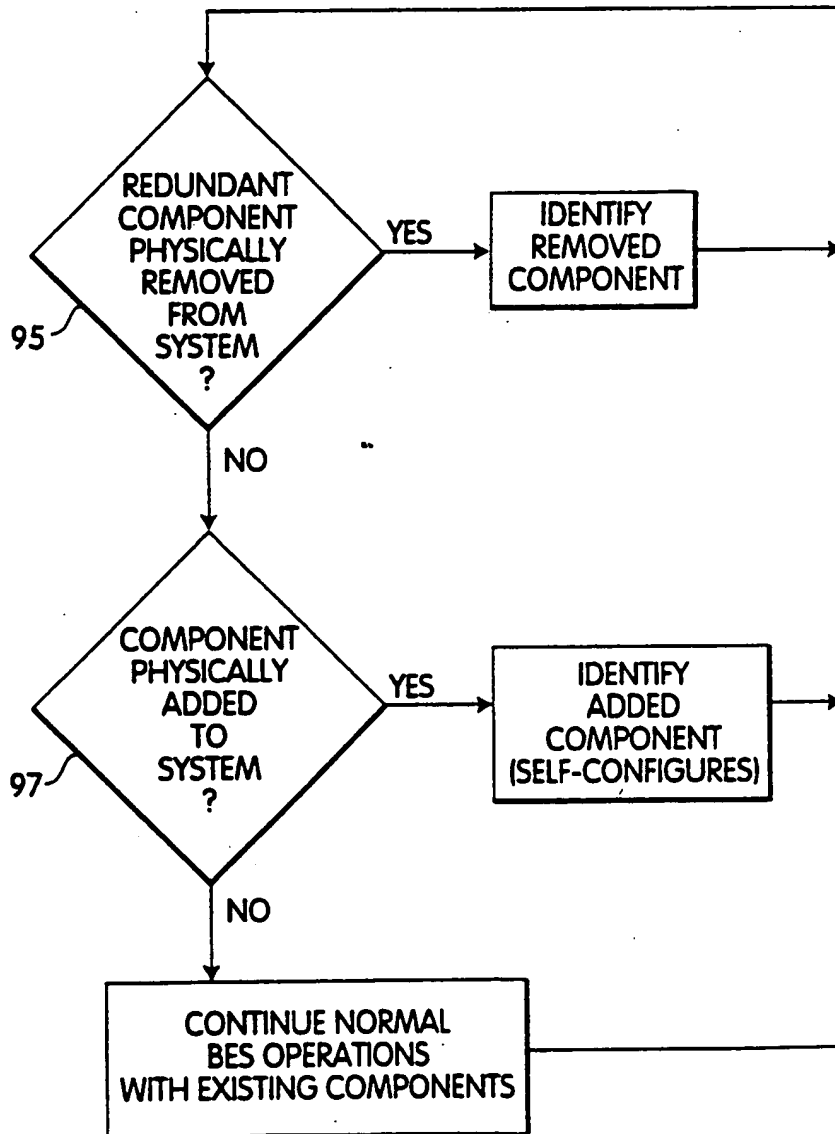 REDUNDANT
COMPONENT
PHYSICALLY
REMOVED
FROM
SYSTEM
?
95
YES
IDENTIFY
REMOVED
COMPONENT
NO
COMPONENT
PHYSICALLY
ADDED
TO
SYSTEM
?
97
YES
IDENTIFY
ADDED
COMPONENT
(SELF-CONFIGURES)
NO
CONTINUE NORMAL
BES OPERATIONS
WITH EXISTING COMPONENTS